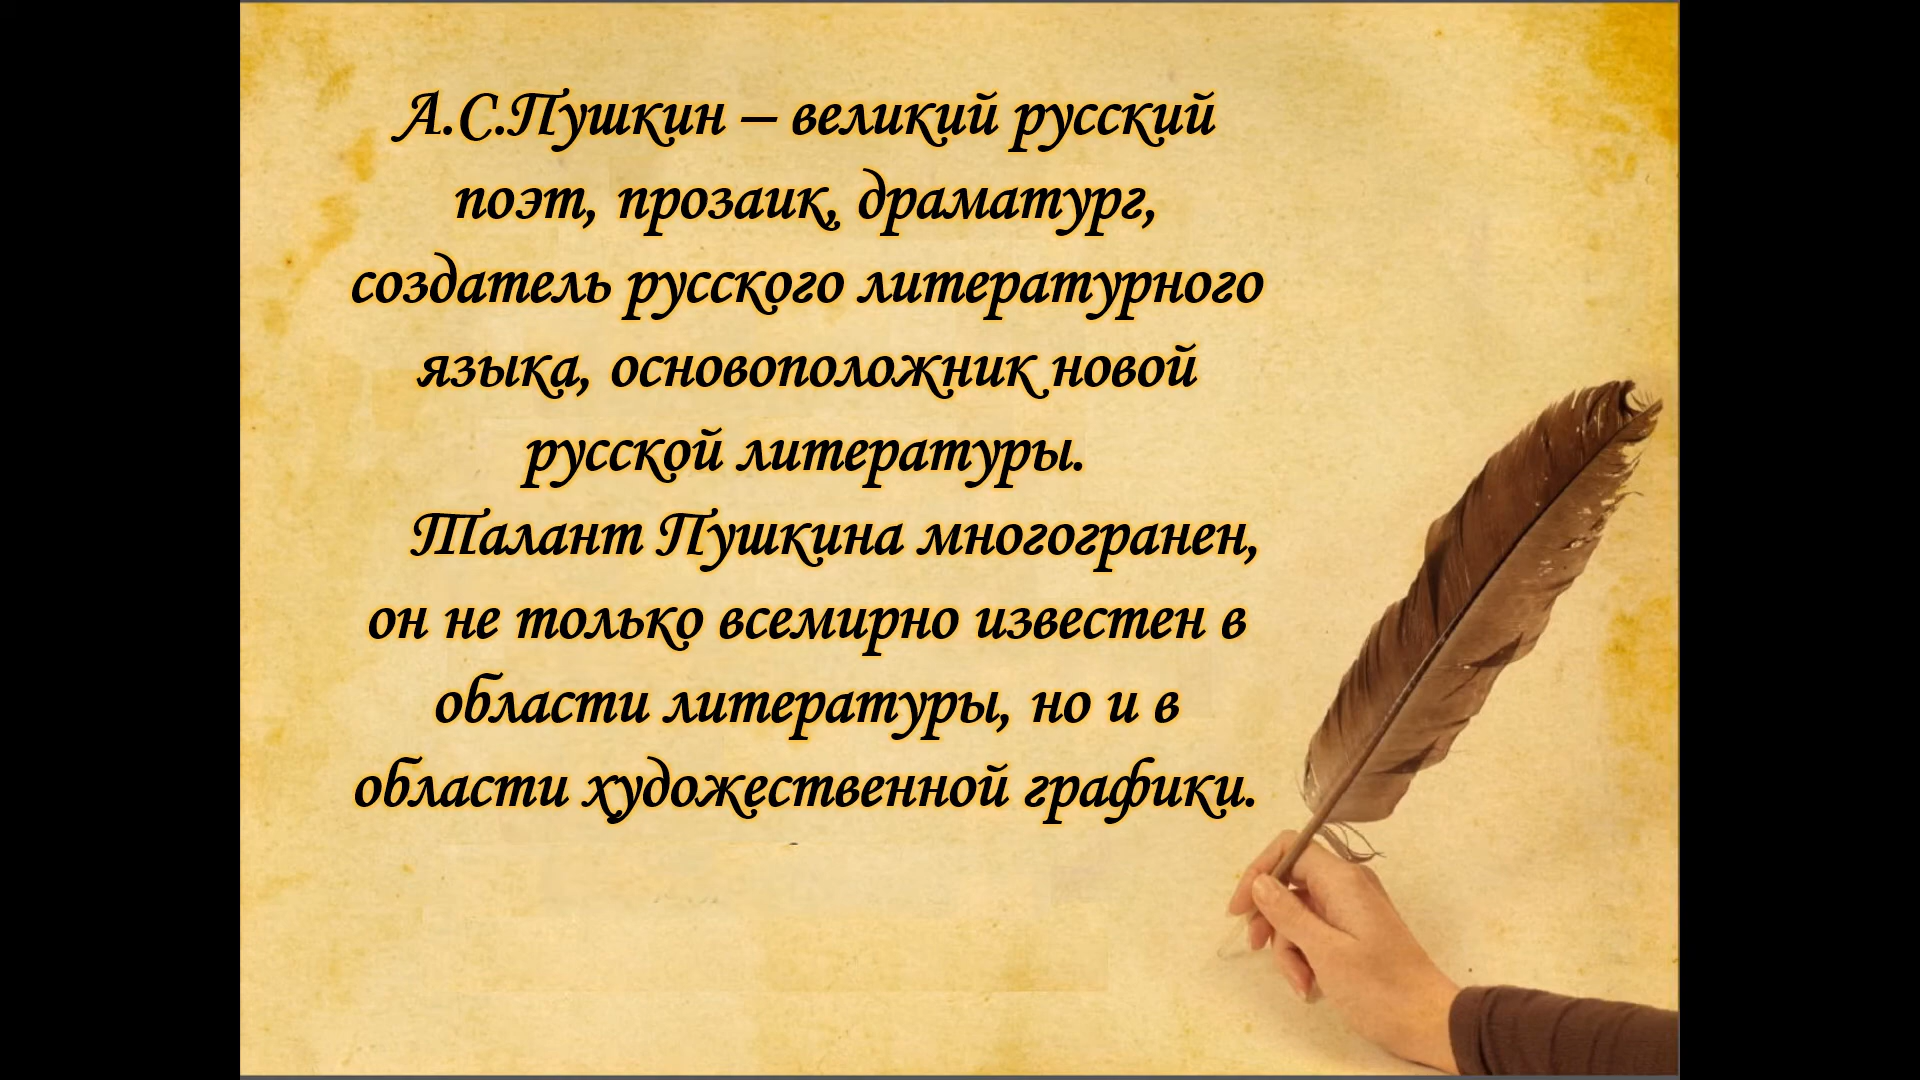 А.С.Пушкин – великий русский
поэт, прозаик, драматург,
создатель русского литературного
языка, основоположник новой
русской литературы.
Талант Пушкина многогранен,
он не только всемирно известен в
области литературы, но и в
области художественной графики.